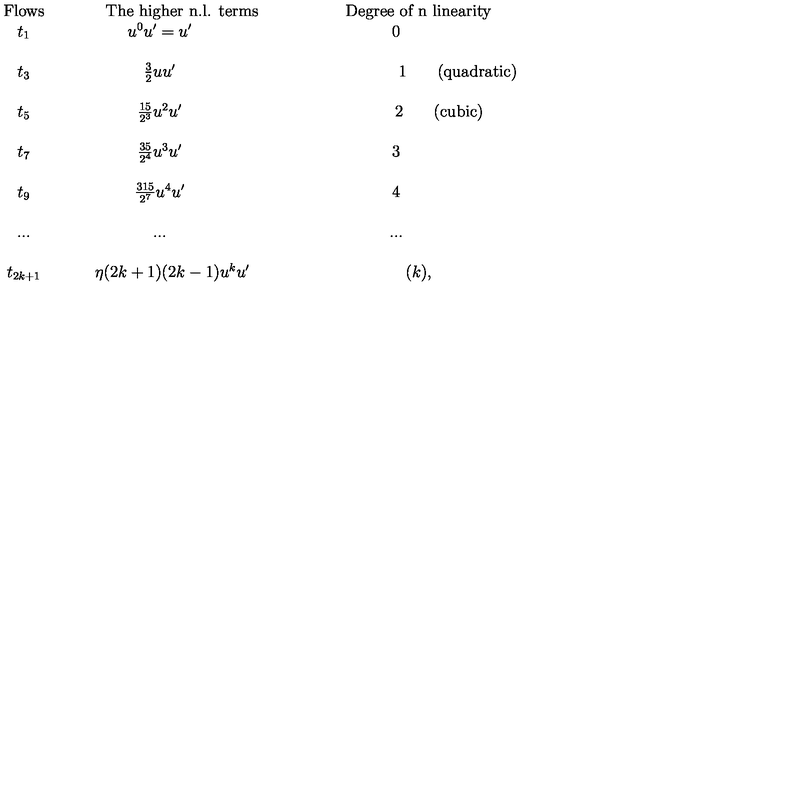 Flows The higher n.l. terms Degree of n linearity
$t_1$ $u^0u' = u'$ 0
$t_3$ $\frac{3}{2}uu'$ 1 (quadratic)
$t_5$ $\frac{15}{2^3}u^2u'$ 2 (cubic)
$t_7$ $\frac{35}{2^4}u^3u'$ 3
$t_9$ $\frac{315}{2^7}u^4u'$ 4
... ... ...
$t_{2k+1}$ $\eta(2k+1)(2k-1)u^ku'$ $(k),$